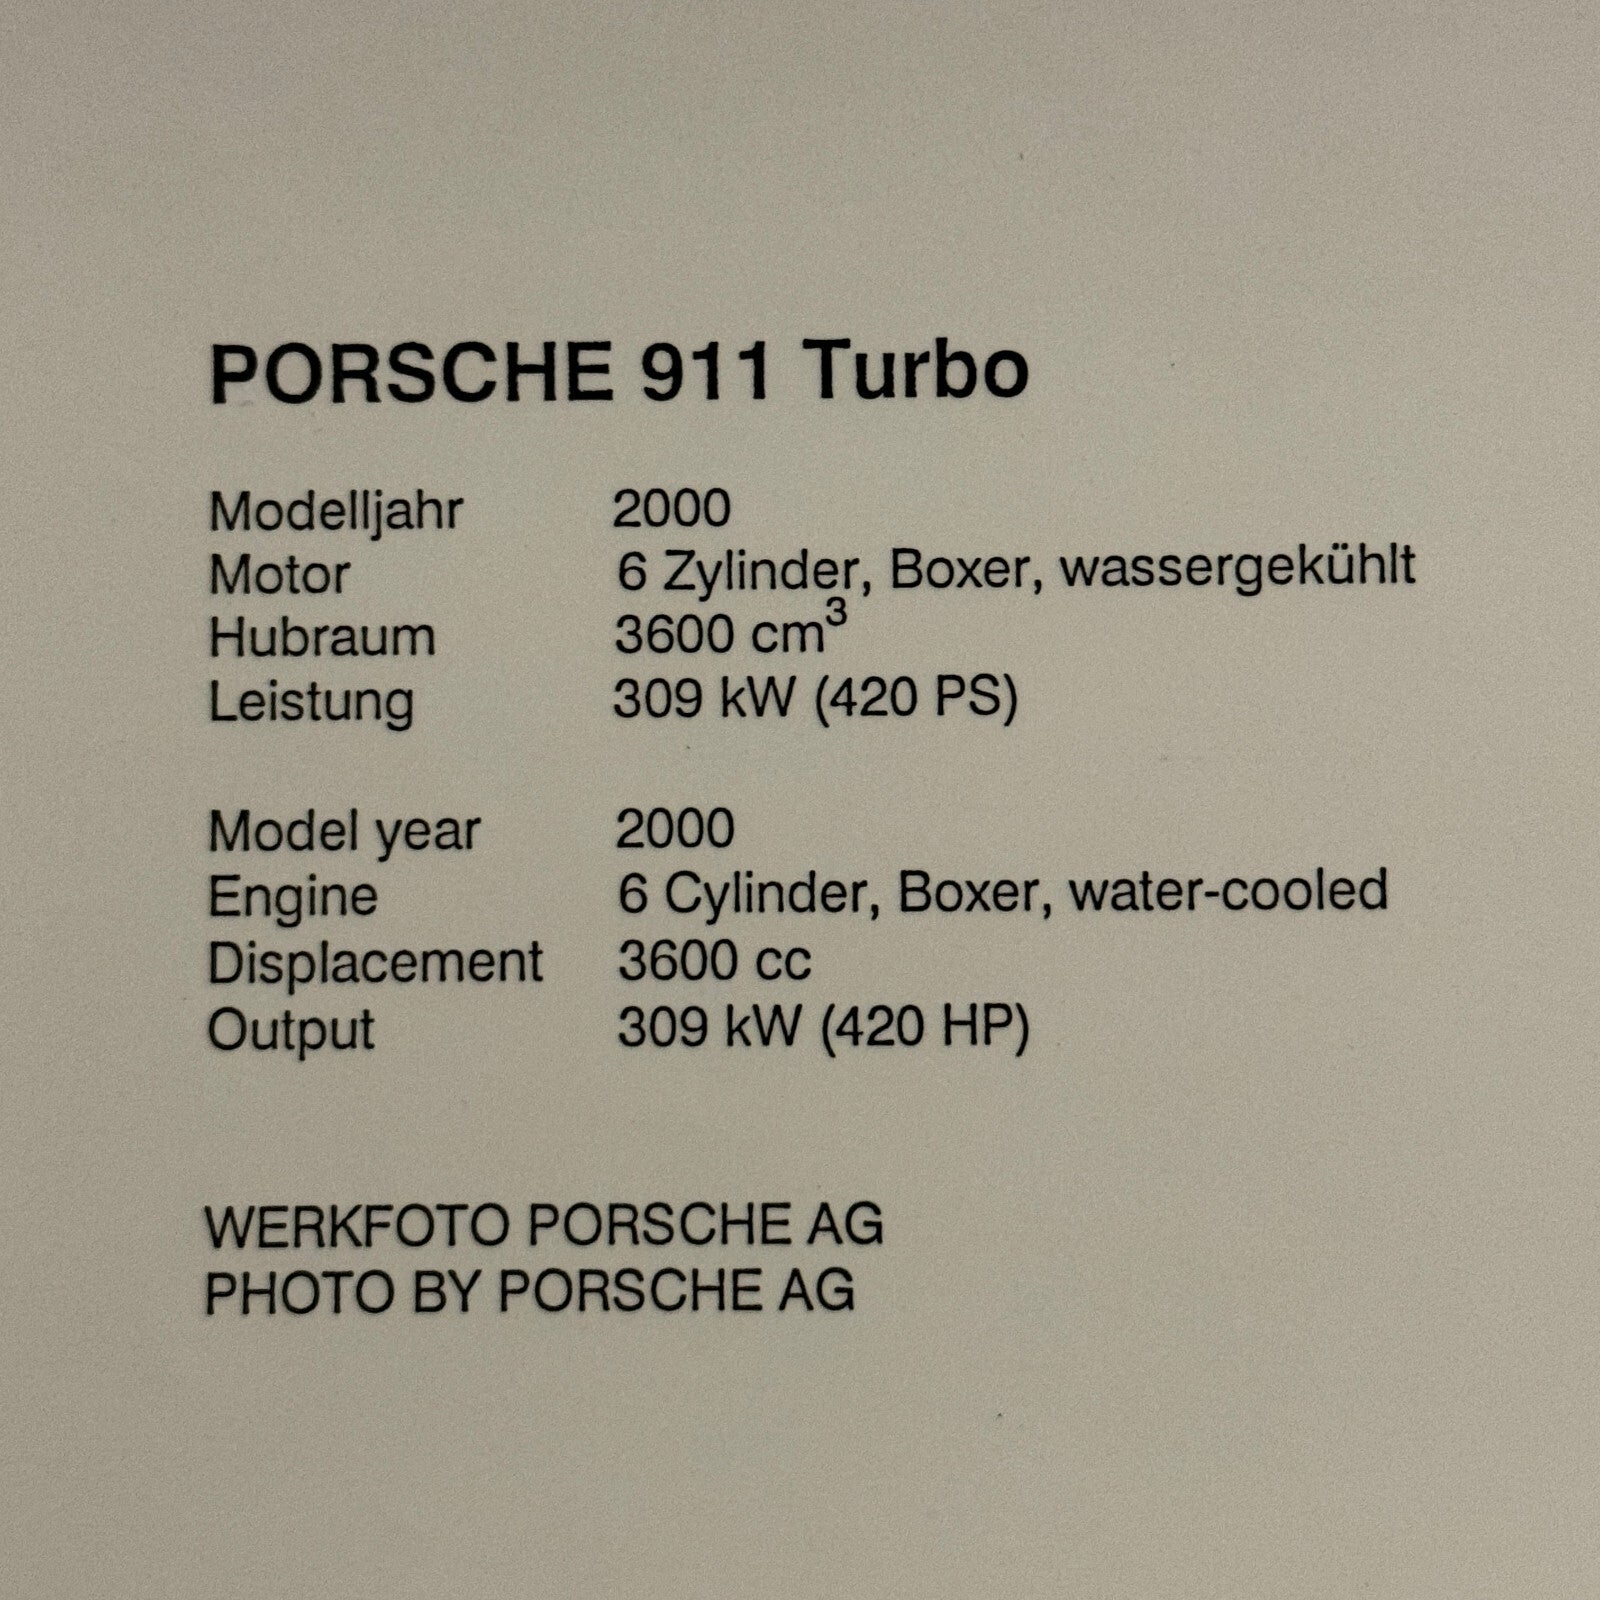 PORSCHE 911 Turbo
Modelljahr 2000
Motor 6 Zylinder, Boxer, wassergekühlt
Hubraum 3600 cm³
Leistung 309 kW (420 PS)
Model year 2000
Engine 6 Cylinder, Boxer, water-cooled
Displacement 3600 cc
Output 309 kW (420 HP)
WERKFOTO PORSCHE AG
PHOTO BY PORSCHE AG